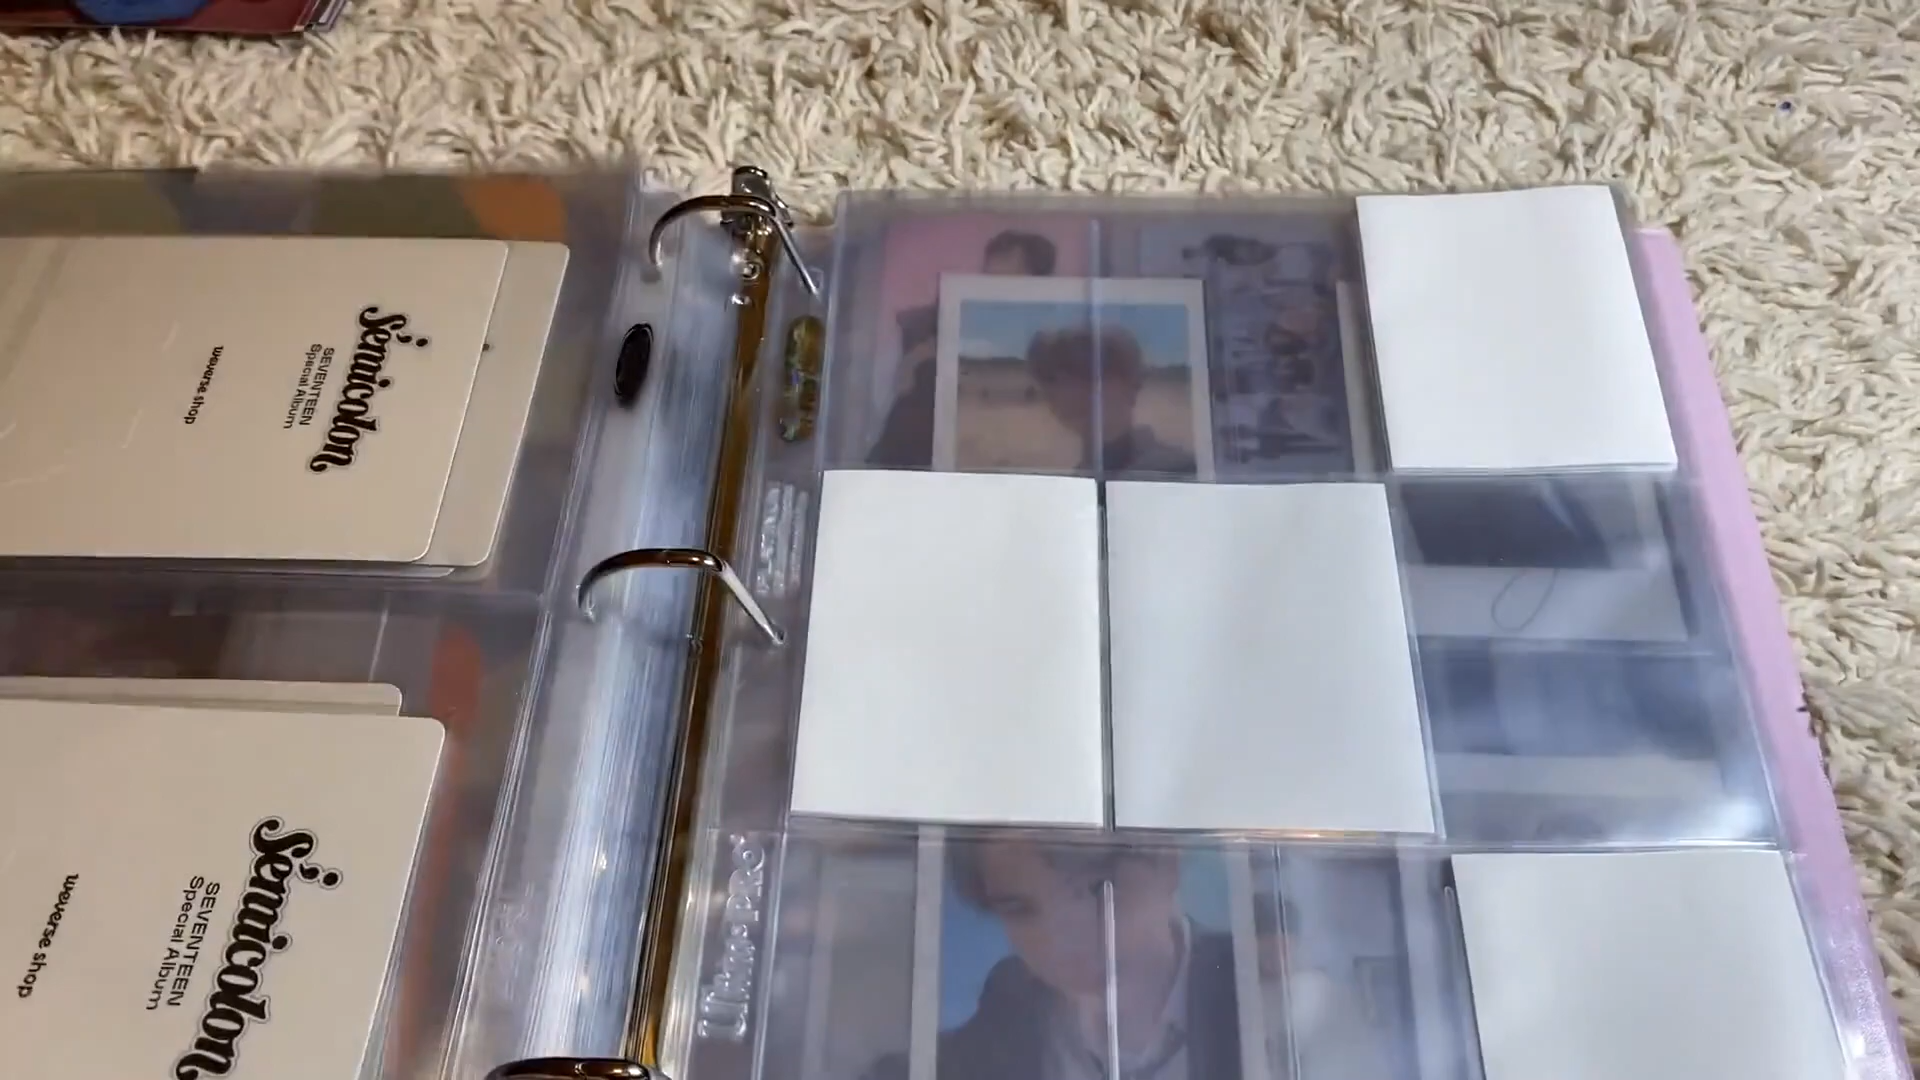 Semicolon
SEVENTEEN
Special Album
weverse shop
Semicolon
SEVENTEEN
Special Album
weverse shop
Ultra PRO